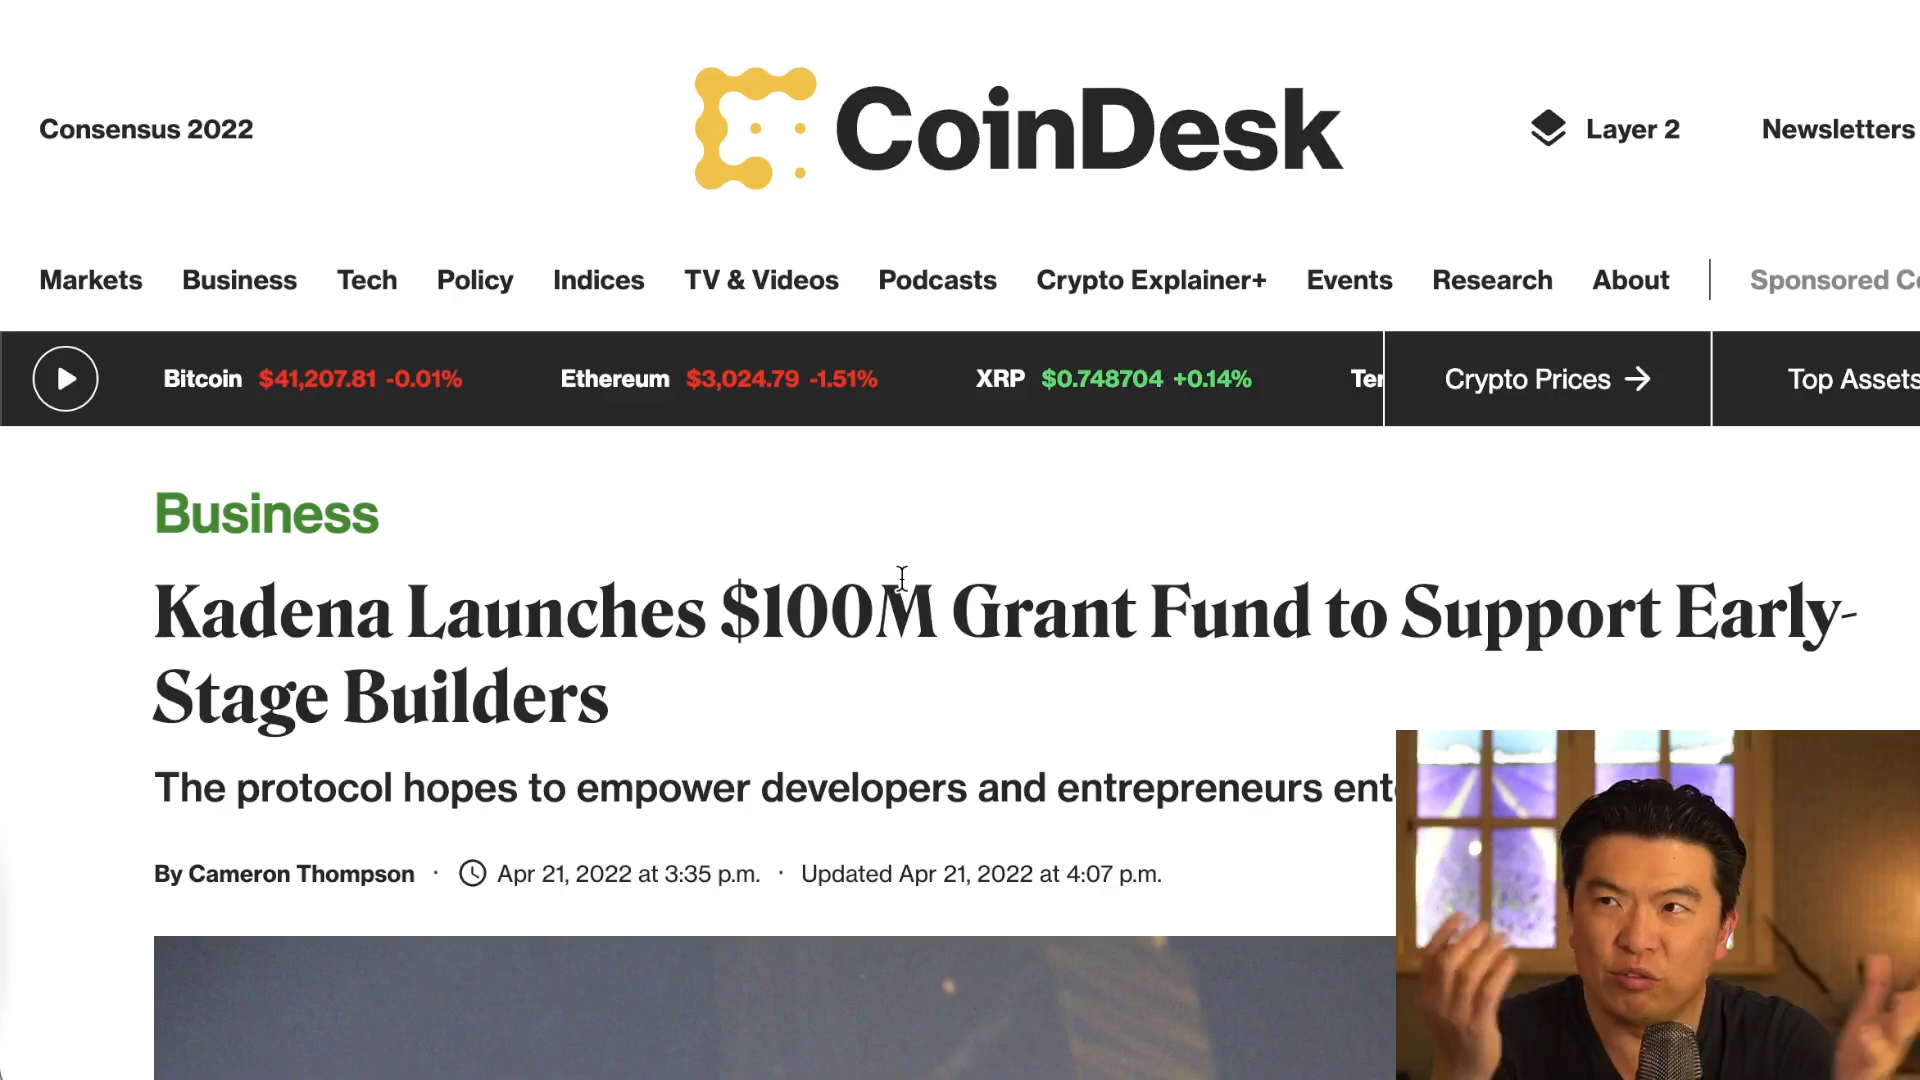 Consensus 2022
CoinDesk
Layer 2
Newsletters
Markets Business Tech Policy Indices TV & Videos Podcasts Crypto Explainer+ Events Research About Sponsored
Bitcoin $41,207.81 -0.01% Ethereum $3,024.79 -1.51% XRP $0.748704 +0.14% Crypto Prices → Top Assets
Business
Kadena Launches $100M Grant Fund to Support Early-
Stage Builders
The protocol hopes to empower developers and entrepreneurs
By Cameron Thompson · Apr 21, 2022 at 3:35 p.m. · Updated Apr 21, 2022 at 4:07 p.m.